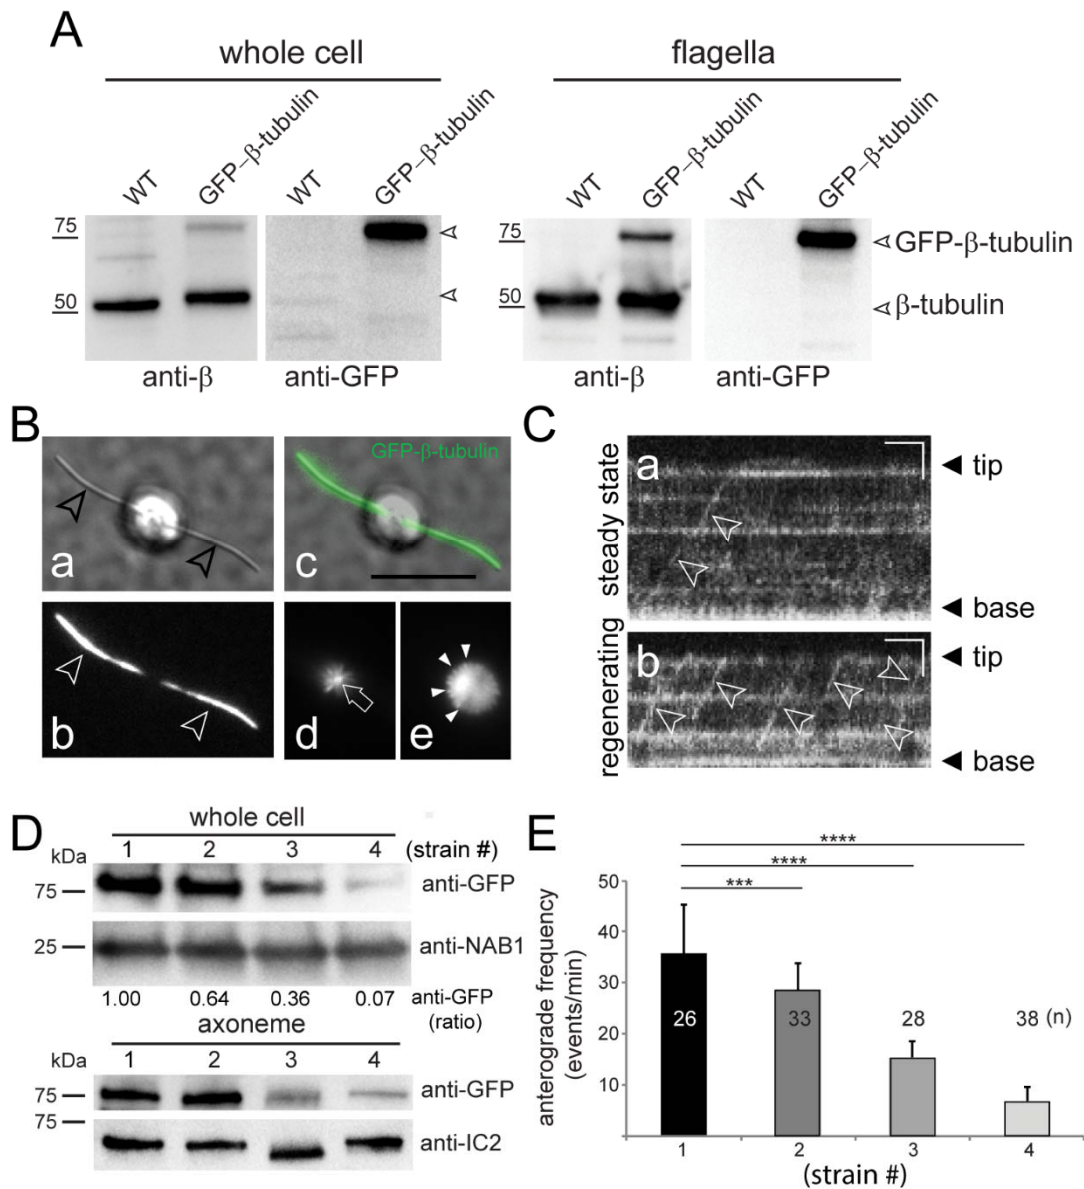 A
whole cell
flagella
WT
GFP–β-tubulin
WT
GFP–β-tubulin
WT
GFP–β-tubulin
WT
GFP–β-tubulin
75
50
75
50
GFP-β-tubulin
β-tubulin
anti-β
anti-GFP
anti-β
anti-GFP
B
GFP-β-tubulin
a
c
b
d
e
C
steady state
regenerating
a
tip
base
b
tip
base
D
whole cell
kDa
1 2 3 4 (strain #)
75
anti-GFP
25
anti-NAB1
1.00 0.64 0.36 0.07 anti-GFP
(ratio)
axoneme
kDa
1 2 3 4
75
anti-GFP
75
anti-IC2
E
****
****
***
anterograde frequency
(events/min)
50
40
30
20
10
26
33
28
38 (n)
1 2 3 4
(strain #)